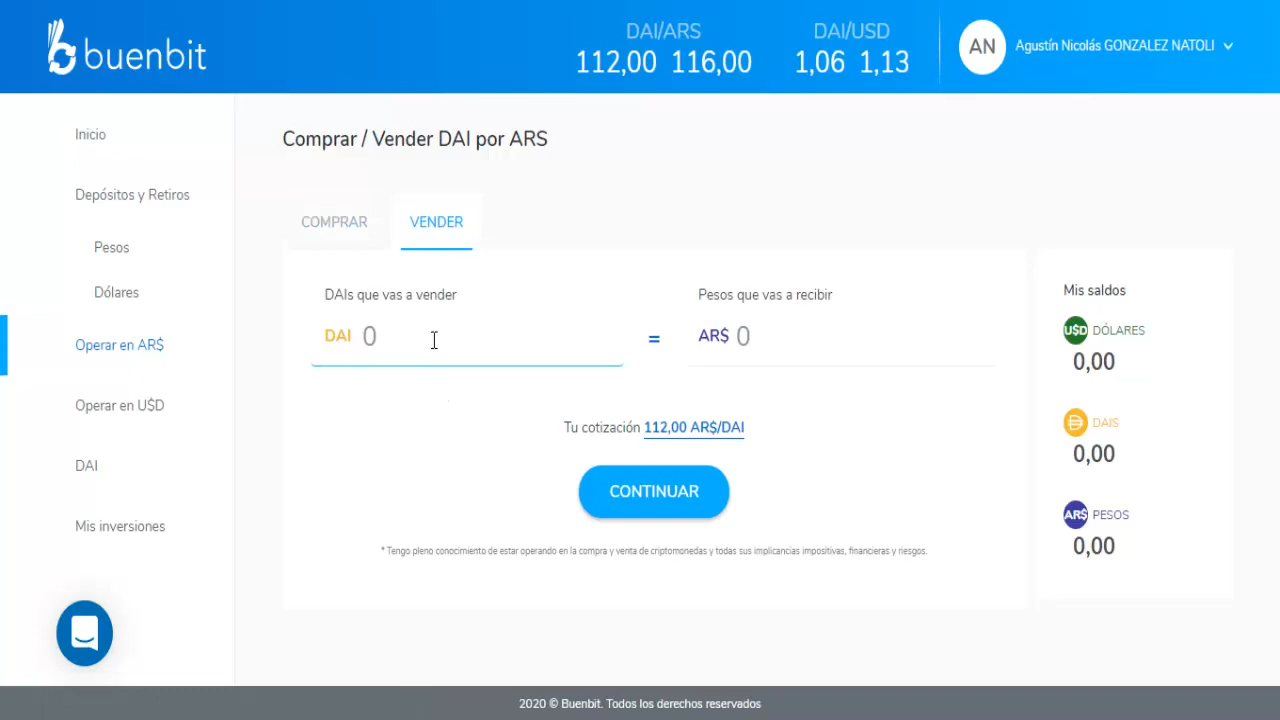 buenbit
DAI/ARS
112,00 116,00
DAI/USD
1,06 1,13
AN
Agustín Nicolás GONZALEZ NATOLI
Inicio
Depósitos y Retiros
Pesos
Dólares
Operar en AR$
Operar en U$D
DAI
Mis inversiones
Comprar / Vender DAI por ARS
COMPRAR
VENDER
DAIs que vas a vender
DAI 0
=
Pesos que vas a recibir
AR$ 0
Tu cotización 112,00 AR$/DAI
CONTINUAR
* Tengo pleno conocimiento de estar operando en la compra y venta de criptomonedas y todas sus implicancias impositivas, financieras y riesgos.
Mis saldos
U$D DÓLARES
0,00
DAIS
0,00
AR$ PESOS
0,00
2020 © Buenbit. Todos los derechos reservados